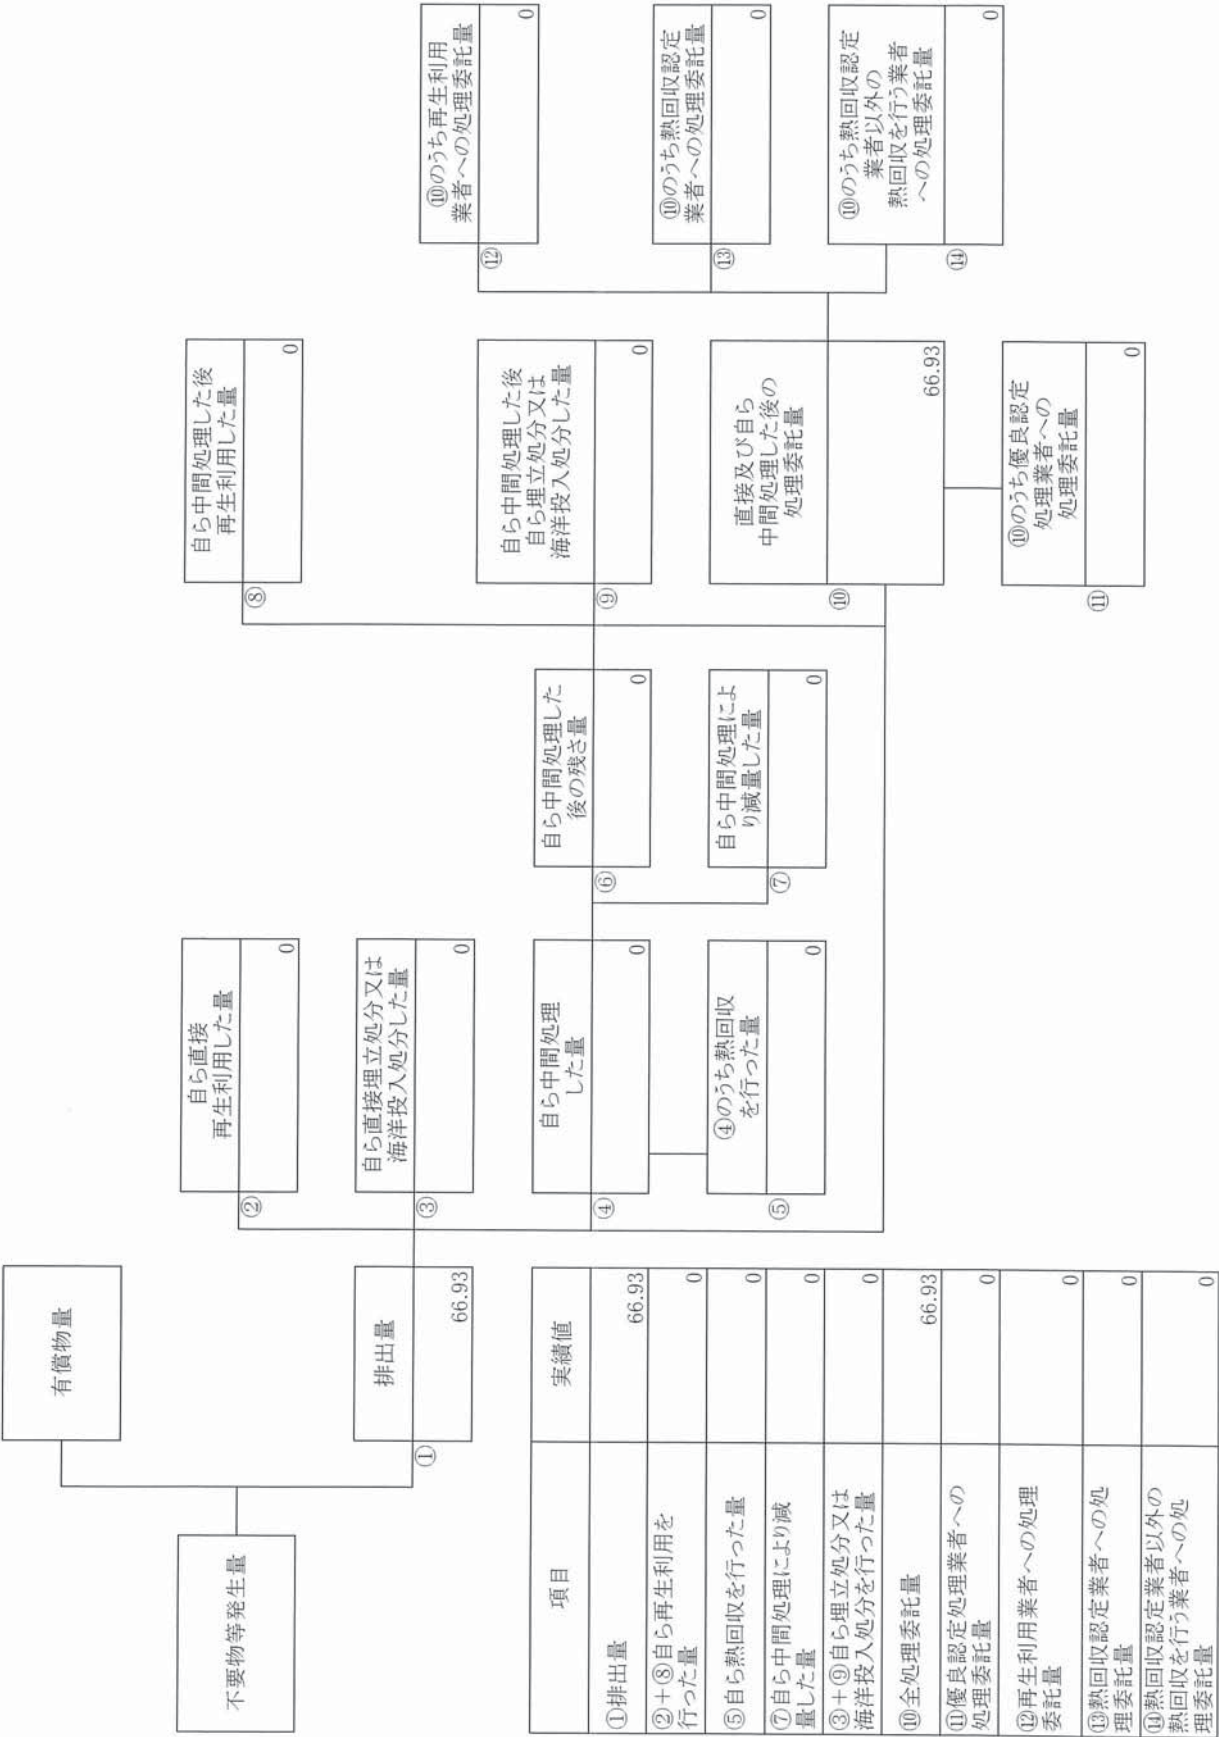 不要物等発生量
有償物量
排出量
①
66.93
自ら直接
再生利用した量
②
0
自ら直接埋立処分又は
海洋投入処分した量
③
0
自ら中間処理
した量
④
0
④のうち熱回収
を行った量
⑤
0
自ら中間処理した
後の残さ量
⑥
0
自ら中間処理によ
り減量した量
⑦
0
自ら中間処理した後
再生利用した量
⑧
0
自ら中間処理した後
自ら埋立処分又は
海洋投入処分した量
⑨
0
直接及び自ら
中間処理した後の
処理委託量
⑩
66.93
⑩のうち優良認定
処理業者への
処理委託量
⑪
0
⑩のうち再生利用
業者への処理委託量
⑫
0
⑩のうち熱回収認定
業者への処理委託量
⑬
0
⑩のうち熱回収認定
業者以外の
熱回収を行う業者
への処理委託量
⑭
0
項目 実績値
①排出量 66.93
②+⑧自ら再生利用を
行った量 0
⑤自ら熱回収を行った量 0
⑦自ら中間処理により減
量した量 0
③+⑨自ら埋立処分又は
海洋投入処分を行った量 0
⑩全処理委託量 66.93
⑪優良認定処理業者への
処理委託量 0
⑫再生利用業者への処理
委託量 0
⑬熱回収認定業者への処
理委託量 0
⑭熱回収認定業者以外の
熱回収を行う業者への処
理委託量 0